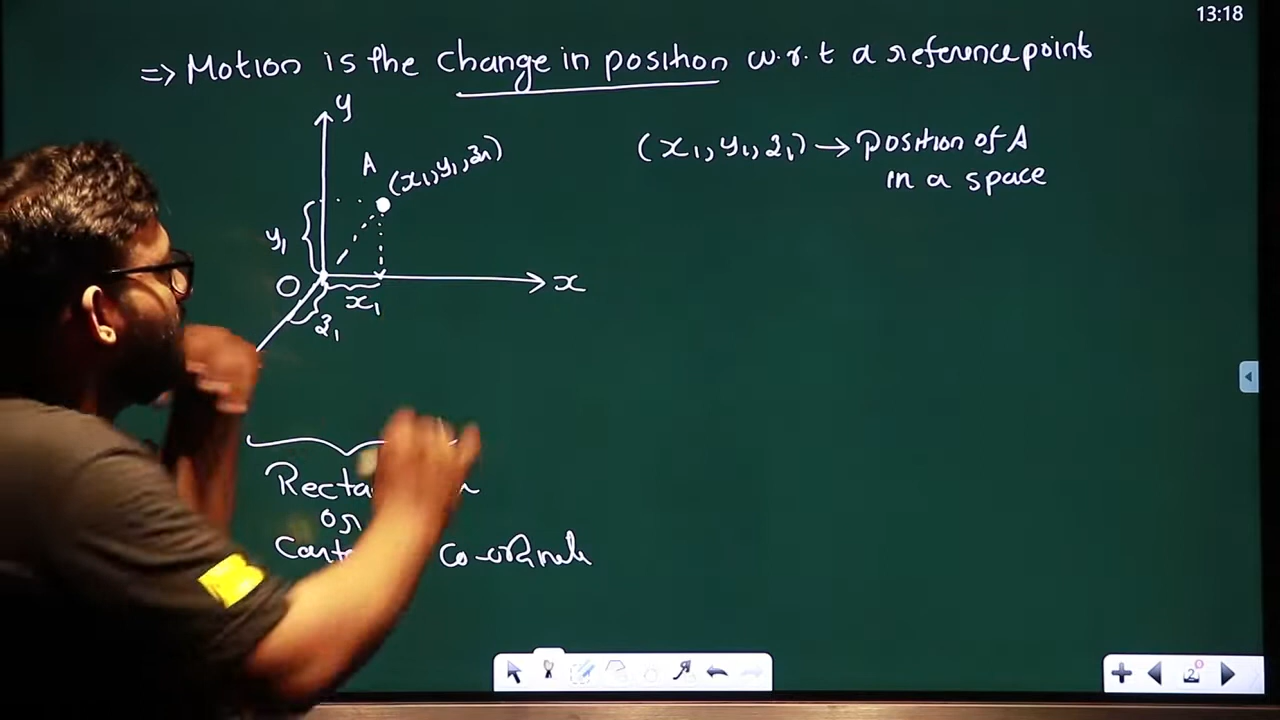 13:18
=> Motion is the change in position w.r.t a reference point
y
A
(x₁, y₁, z₁)
(x₁, y₁, z₁) → Position of A
in a space
y₁
O
x
x₁
z₁
or
Co-ordinate
2